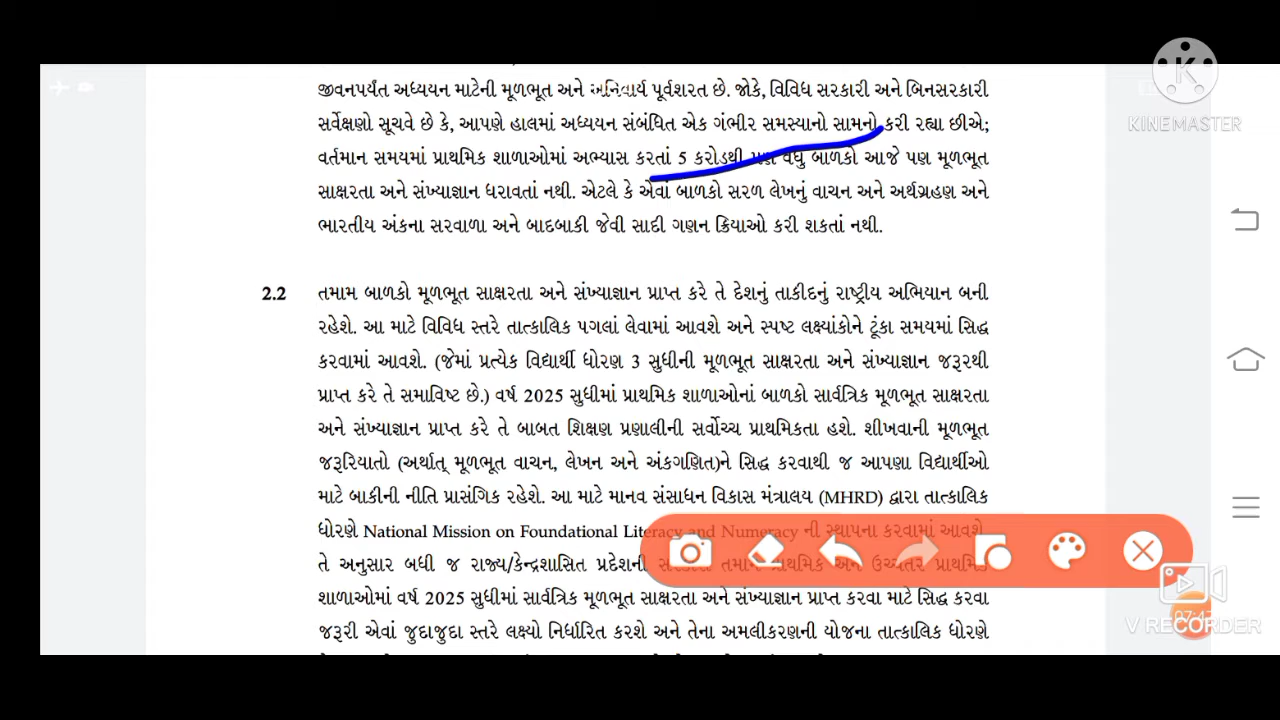 જીવનપર્યંત અધ્યયન માટેની મૂળભૂત અને અનિવાર્ય પૂર્વશરત છે. જોકે, વિવિધ સરકારી અને બિનસરકારી
KINEMASTER
સર્વેક્ષણો સૂચવે છે કે, આપણે હાલમાં અધ્યયન સંબંધિત એક ગંભીર સમસ્યાનો સામનો કરી રહ્યા છીએ;
વર્તમાન સમયમાં પ્રાથમિક શાળાઓમાં અભ્યાસ કરતાં 5 કરોડથી પણ વધુ બાળકો આજે પણ મૂળભૂત
સાક્ષરતા અને સંખ્યાજ્ઞાન ધરાવતાં નથી. એટલે કે એવાં બાળકો સરળ લેખનું વાચન અને અર્થગ્રહણ અને
ભારતીય અંકના સરવાળા અને બાદબાકી જેવી સાદી ગણન ક્રિયાઓ કરી શકતાં નથી.
2.2 તમામ બાળકો મૂળભૂત સાક્ષરતા અને સંખ્યાજ્ઞાન પ્રાપ્ત કરે તે દેશનું તાકીદનું રાષ્ટ્રીય અભિયાન બની
રહેશે. આ માટે વિવિધ સ્તરે તાત્કાલિક પગલાં લેવામાં આવશે અને સ્પષ્ટ લક્ષ્યાંકોને ટૂંકા સમયમાં સિદ્ધ
કરવામાં આવશે. (જેમાં પ્રત્યેક વિદ્યાર્થી ધોરણ 3 સુધીની મૂળભૂત સાક્ષરતા અને સંખ્યાજ્ઞાન જરૂરથી
પ્રાપ્ત કરે તે સમાવિષ્ટ છે.) વર્ષ 2025 સુધીમાં પ્રાથમિક શાળાઓનાં બાળકો સાર્વત્રિક મૂળભૂત સાક્ષરતા
અને સંખ્યાજ્ઞાન પ્રાપ્ત કરે તે બાબત શિક્ષણ પ્રણાલીની સર્વોચ્ચ પ્રાથમિકતા હશે. શીખવાની મૂળભૂત
જરૂરિયાતો (અર્થાત્ મૂળભૂત વાચન, લેખન અને અંકગણિત)ને સિદ્ધ કરવાથી જ આપણા વિદ્યાર્થીઓ
માટે બાકીની નીતિ પ્રાસંગિક રહેશે. આ માટે માનવ સંસાધન વિકાસ મંત્રાલય (MHRD) દ્વારા તાત્કાલિક
ધોરણે National Mission on Foundational Literacy and Numeracy ની સ્થાપના કરવામાં આવશે.
તે અનુસાર બધી જ રાજ્ય/કેન્દ્રશાસિત પ્રદેશની સરકારો તમામ પ્રાથમિક અને ઉચ્ચતર પ્રાથમિક
શાળાઓમાં વર્ષ 2025 સુધીમાં સાર્વત્રિક મૂળભૂત સાક્ષરતા અને સંખ્યાજ્ઞાન પ્રાપ્ત કરવા માટે સિદ્ધ કરવા
જરૂરી એવાં જુદાજુદા સ્તરે લક્ષ્યો નિર્ધારિત કરશે અને તેના અમલીકરણની યોજના તાત્કાલિક ધોરણે
V RECORDER